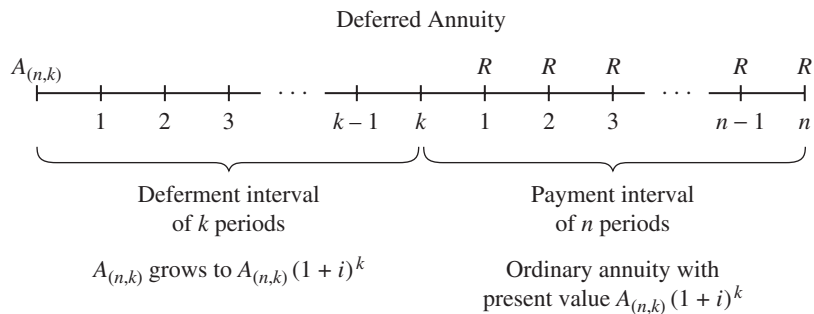 Deferred Annuity
A(n,k) R R R R R
1 2 3 · · · k – 1 k 1 2 3 · · · n – 1 n
Deferment interval
of k periods
Payment interval
of n periods
A(n,k) grows to A(n,k) (1 + i)^k
Ordinary annuity with
present value A(n,k) (1 + i)^k